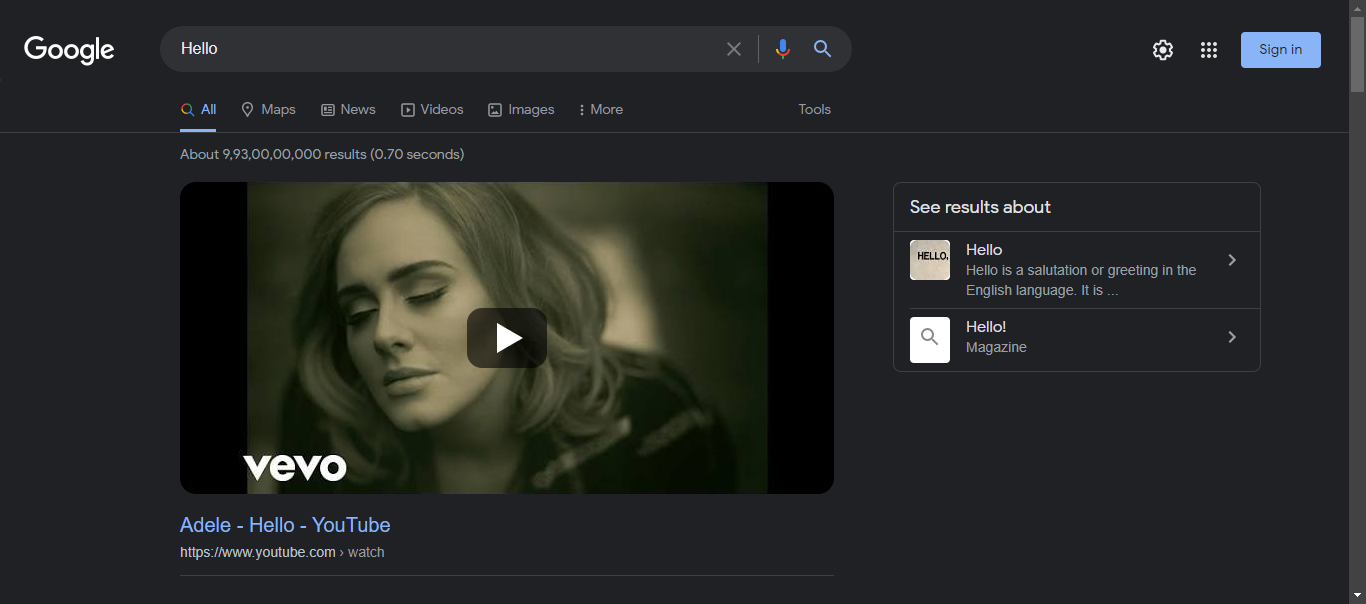 Google
Hello
Sign in
All Maps News Videos Images More Tools
About 9,93,00,00,000 results (0.70 seconds)
vevo
Adele - Hello - YouTube
https://www.youtube.com › watch
See results about
HELLO.
Hello
Hello is a salutation or greeting in the
English language. It is ...
Hello!
Magazine